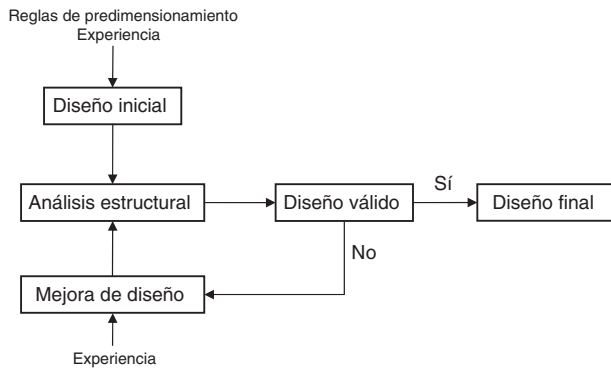 Reglas de predimensionamiento
Experiencia
Diseño inicial
Análisis estructural
Diseño válido
Sí
Diseño final
No
Mejora de diseño
Experiencia